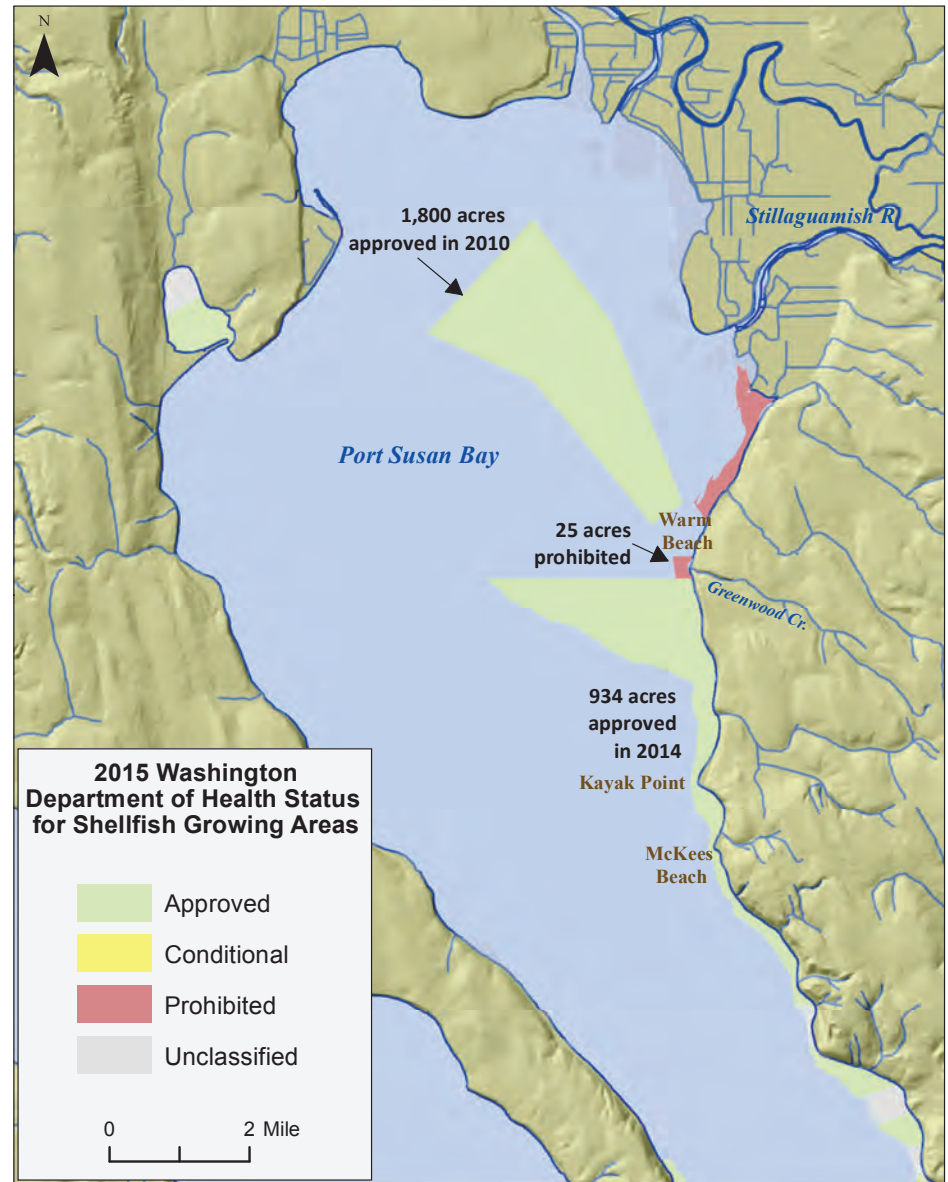 N
1,800 acres
approved in 2010
Stillaguamish R.
Port Susan Bay
Warm
Beach
25 acres
prohibited
Greenwood Cr.
934 acres
approved
in 2014
Kayak Point
McKees
Beach
2015 Washington
Department of Health Status
for Shellfish Growing Areas
Approved
Conditional
Prohibited
Unclassified
0 2 Mile